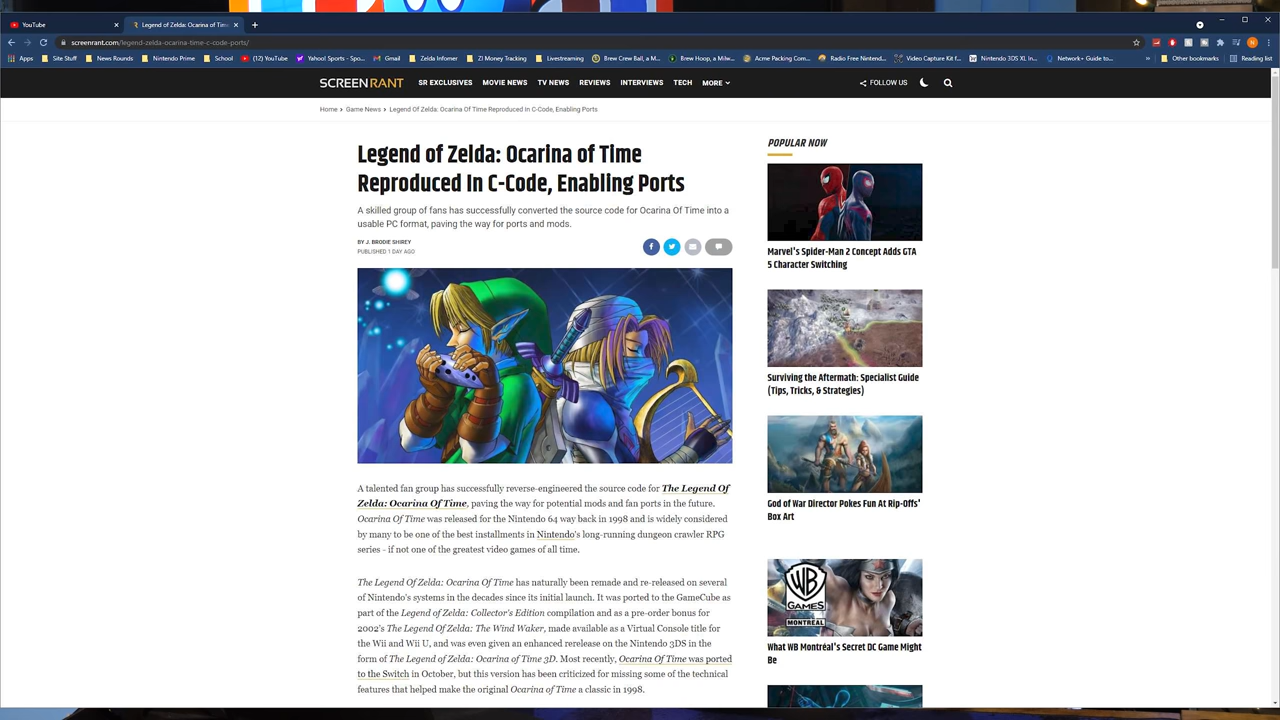 YouTube
Legend of Zelda: Ocarina of Tim
screenrant.com/legend-zelda-ocarina-time-c-code-ports/
Apps Site Stuff News Rounds Nintendo Prime School (12) YouTube Yahoo! Sports - Spo... Gmail Zelda Informer ZI Money Tracking Livestreaming Brew Crew Ball, a M... Brew Hoop, a Milw... Acme Packing Com... Radio Free Nintend... Video Capture Kit f... Nintendo 3DS XL In... Network+ Guide to... » Other bookmarks Reading list
SCREENRANT SR EXCLUSIVES MOVIE NEWS TV NEWS REVIEWS INTERVIEWS TECH MORE FOLLOW US
Home > Game News > Legend Of Zelda: Ocarina Of Time Reproduced In C-Code, Enabling Ports
Legend of Zelda: Ocarina of Time
Reproduced In C-Code, Enabling Ports
A skilled group of fans has successfully converted the source code for Ocarina Of Time into a
usable PC format, paving the way for ports and mods.
BY J. BRODIE SHIREY
PUBLISHED 1 DAY AGO
A talented fan group has successfully reverse-engineered the source code for The Legend Of
Zelda: Ocarina Of Time, paving the way for potential mods and fan ports in the future.
Ocarina Of Time was released for the Nintendo 64 way back in 1998 and is widely considered
by many to be one of the best installments in Nintendo's long-running dungeon crawler RPG
series - if not one of the greatest video games of all time.
The Legend Of Zelda: Ocarina Of Time has naturally been remade and re-released on several
of Nintendo's systems in the decades since its initial launch. It was ported to the GameCube as
part of the Legend of Zelda: Collector's Edition compilation and as a pre-order bonus for
2002's The Legend Of Zelda: The Wind Waker, made available as a Virtual Console title for
the Wii and Wii U, and was even given an enhanced rerelease on the Nintendo 3DS in the
form of The Legend of Zelda: Ocarina of Time 3D. Most recently, Ocarina Of Time was ported
to the Switch in October, but this version has been criticized for missing some of the technical
features that helped make the original Ocarina of Time a classic in 1998.
POPULAR NOW
Marvel's Spider-Man 2 Concept Adds GTA
5 Character Switching
Surviving the Aftermath: Specialist Guide
(Tips, Tricks, & Strategies)
God of War Director Pokes Fun At Rip-Offs'
Box Art
WB
GAMES
MONTREAL
What WB Montréal's Secret DC Game Might
Be